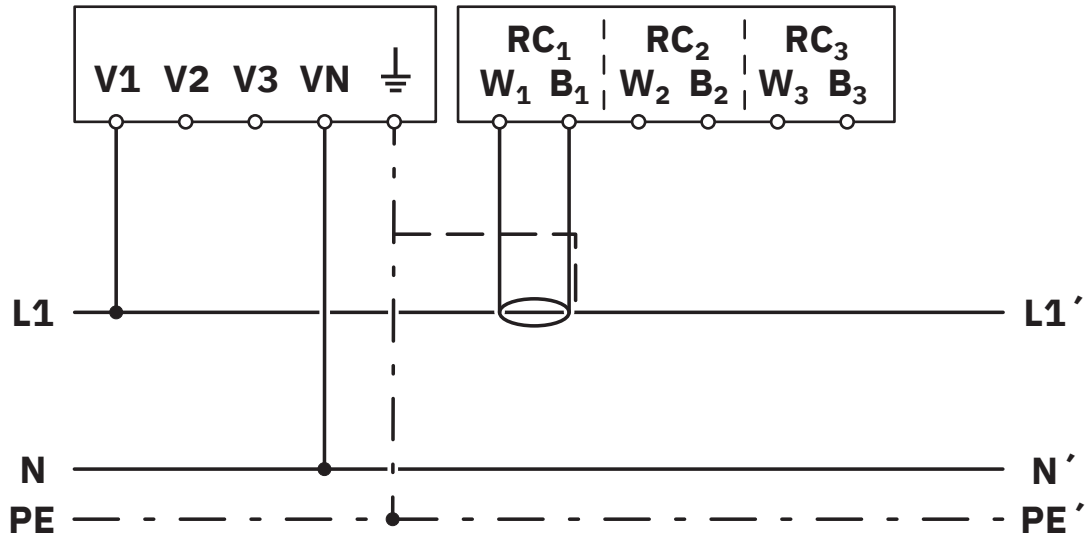 V1 V2 V3 VN
RC₁ RC₂ RC₃
W₁ B₁ W₂ B₂ W₃ B₃
L1 L1´
N N´
PE PE´